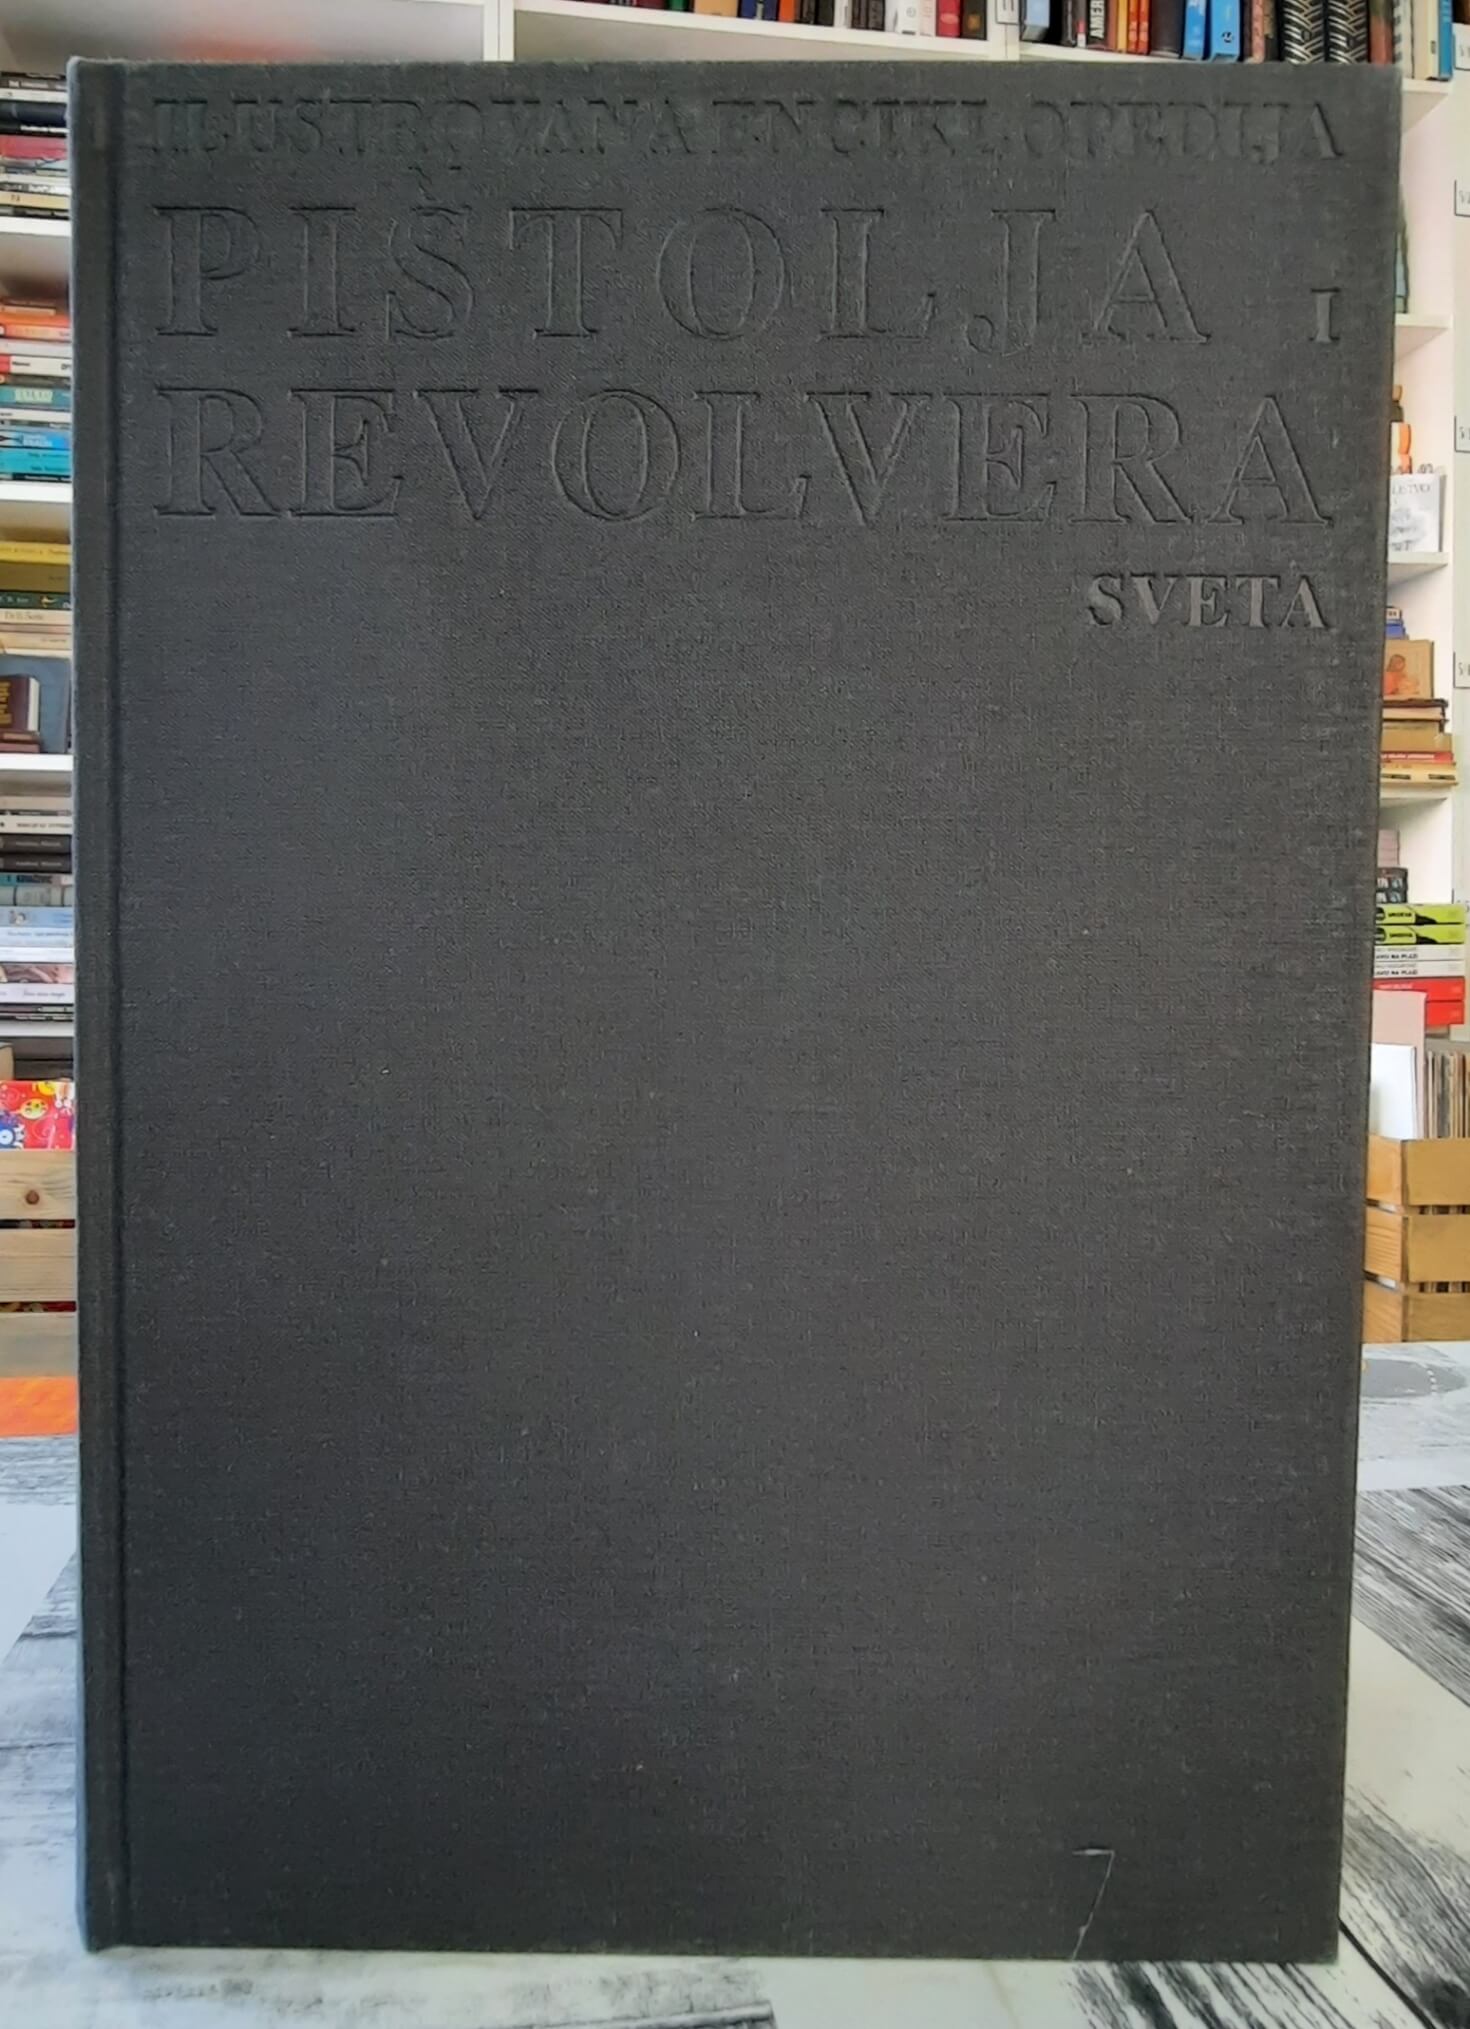 ILUSTROVANA ENCIKLOPEDIJA
PIŠTOLJA I
REVOLVERA
SVETA